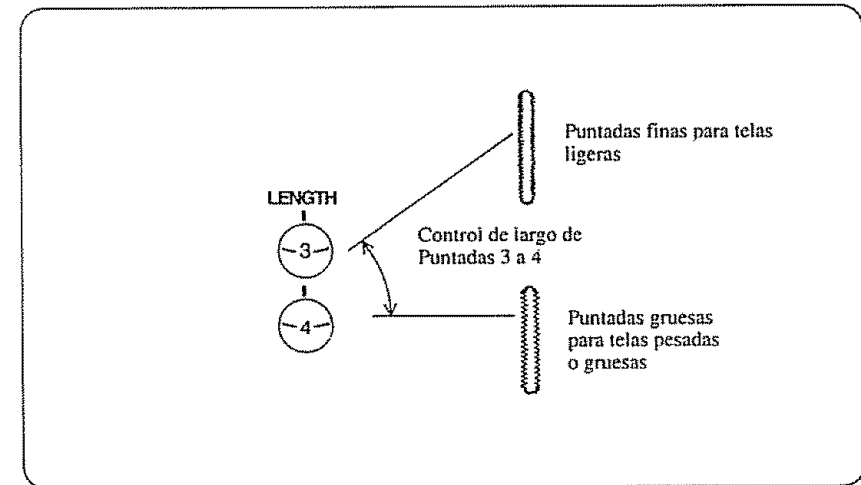 Puntadas finas para telas
ligeras
LENGTH
3
Control de largo de
Puntadas 3 a 4
4
Puntadas gruesas
para telas pesadas
o gruesas